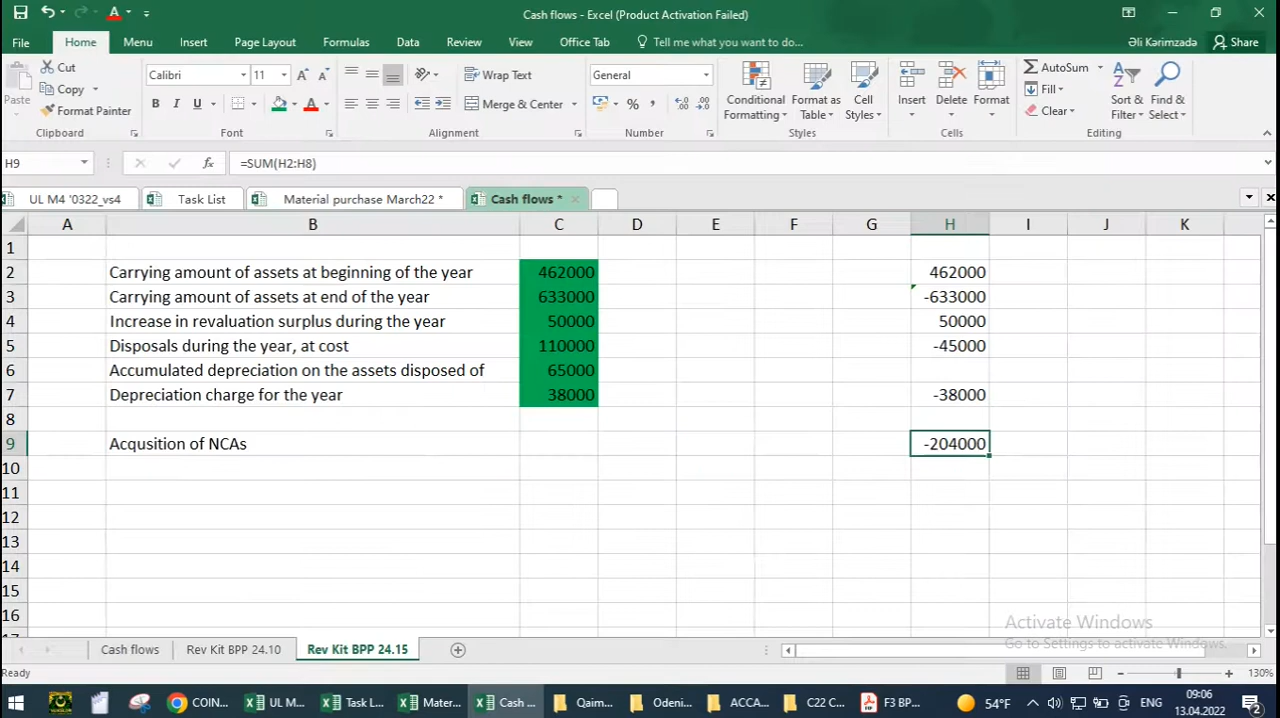 Cash flows - Excel (Product Activation Failed)
File Home Menu Insert Page Layout Formulas Data Review View Office Tab Tell me what you want to do... Əli Kərimzadə Share
Paste Cut Copy Format Painter Clipboard
Calibri 11 B I U A Font
Wrap Text Merge & Center Alignment
General % , Number
Conditional Formatting Format as Table Cell Styles Styles
Insert Delete Format Cells
AutoSum Fill Clear Sort & Filter Find & Select Editing
H9 fx =SUM(H2:H8)
UL M4 '0322_vs4 Task List Material purchase March22 * Cash flows *
A B C D E F G H I J K
1
2 Carrying amount of assets at beginning of the year 462000 462000
3 Carrying amount of assets at end of the year 633000 -633000
4 Increase in revaluation surplus during the year 50000 50000
5 Disposals during the year, at cost 110000 -45000
6 Accumulated depreciation on the assets disposed of 65000
7 Depreciation charge for the year 38000 -38000
8
9 Acqusition of NCAs -204000
10
11
12
13
14
15
16
17
Activate Windows
Go to Settings to activate Windows.
Cash flows Rev Kit BPP 24.10 Rev Kit BPP 24.15
Ready 130%
COIN... UL M... Task L... Mater... Cash ... Qaim... Odeni... ACCA... C22 C... F3 BP... 54°F ENG 09:06
13.04.2022 2